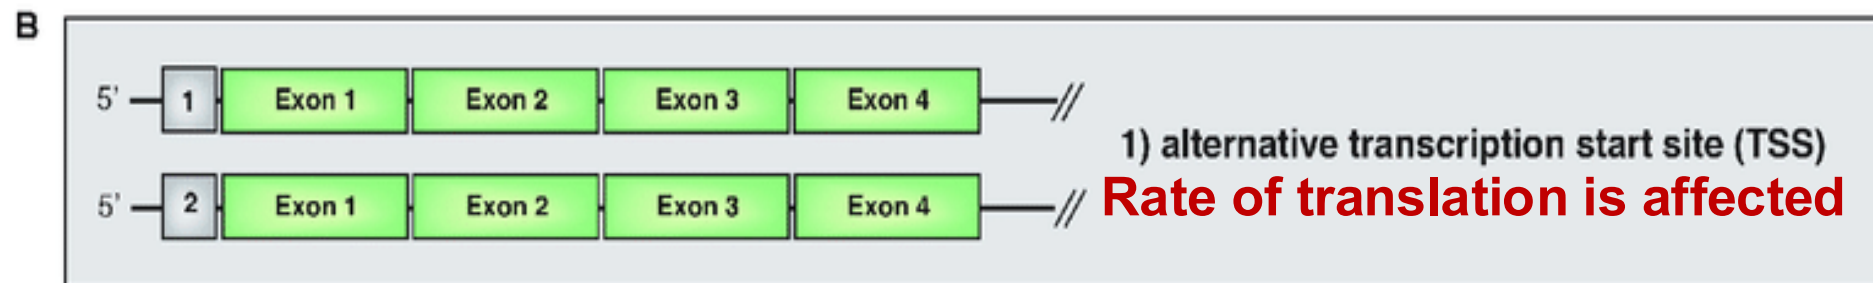 B
5' 1 Exon 1 Exon 2 Exon 3 Exon 4 //
1) alternative transcription start site (TSS)
5' 2 Exon 1 Exon 2 Exon 3 Exon 4 //
Rate of translation is affected